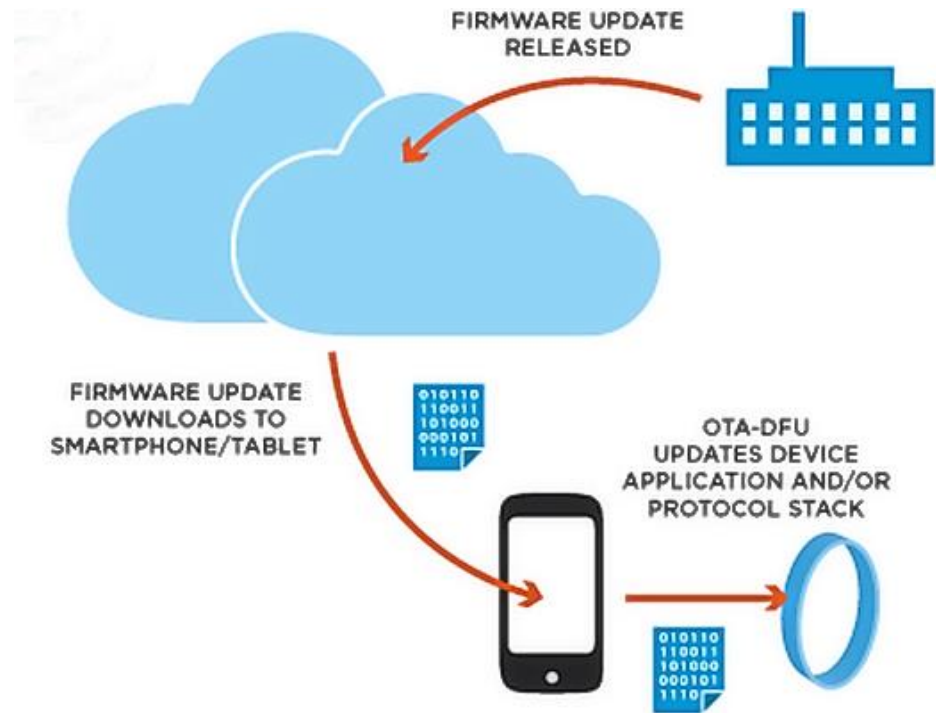 FIRMWARE UPDATE
RELEASED
FIRMWARE UPDATE
DOWNLOADS TO
SMARTPHONE/TABLET
010110
110011
101000
000101
1110
OTA-DFU
UPDATES DEVICE
APPLICATION AND/OR
PROTOCOL STACK
010110
110011
101000
000101
1110